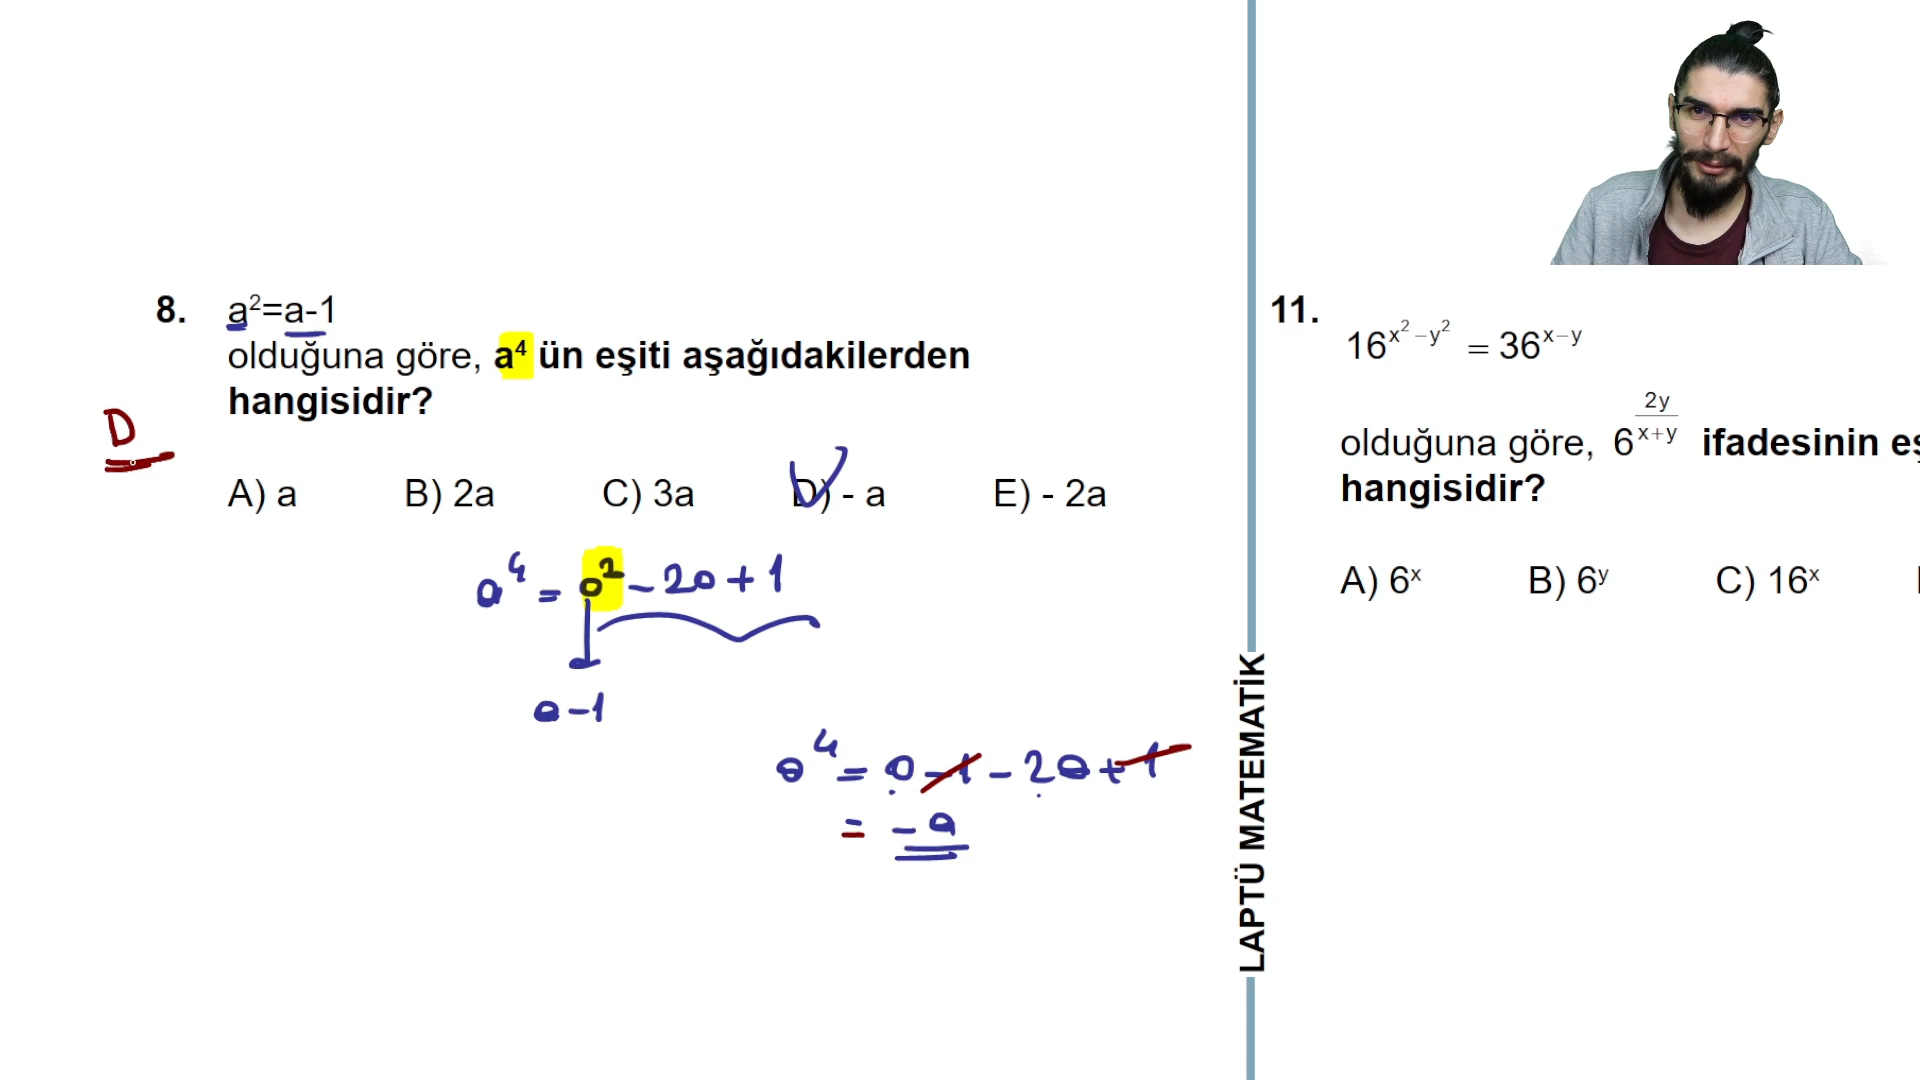 8. a²=a-1
olduğuna göre, a⁴ ün eşiti aşağıdakilerden
hangisidir?
D
A) a B) 2a C) 3a D) - a E) - 2a
a⁴ = a² - 2a + 1
a - 1
a⁴ = a - 1 - 2a + 1
= - a
LAPTÜ MATEMATİK
11. 16^(x²-y²) = 36^(x-y)
olduğuna göre, 6^(2y/(x+y)) ifadesinin eş
hangisidir?
A) 6ˣ B) 6ʸ C) 16ˣ